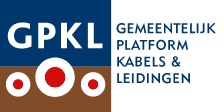 GPKL
GEMEENTELIJK
PLATFORM
KABELS &
LEIDINGEN